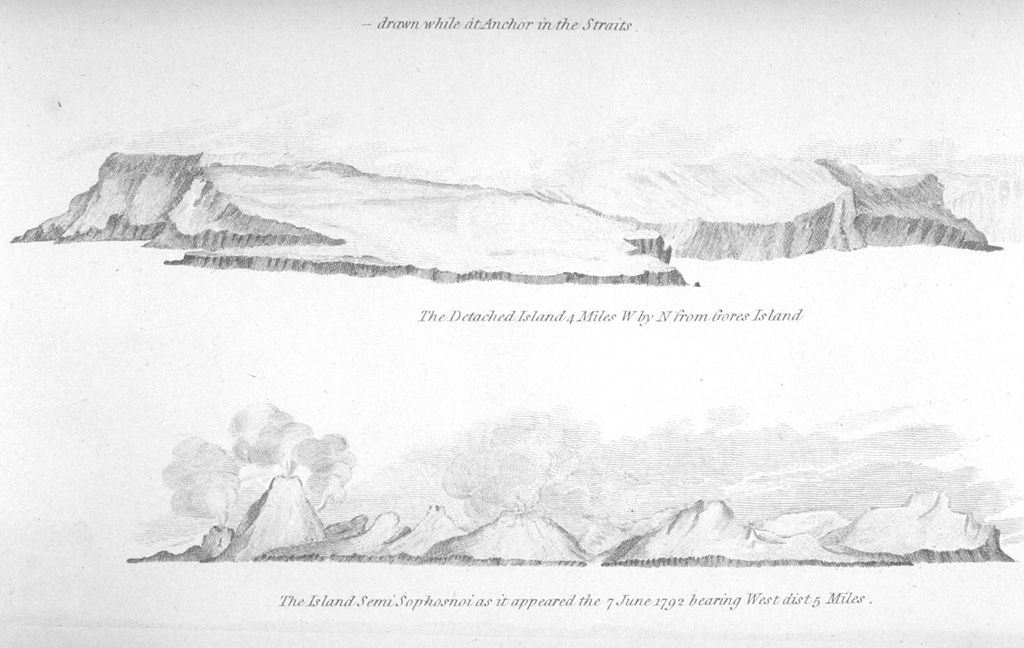 – drawn while at Anchor in the Straits.
The Detached Island 4 Miles W by N from Gores Island
The Island Semi Sophosnoi as it appeared the 7 June 1792 bearing West dist 5 Miles.